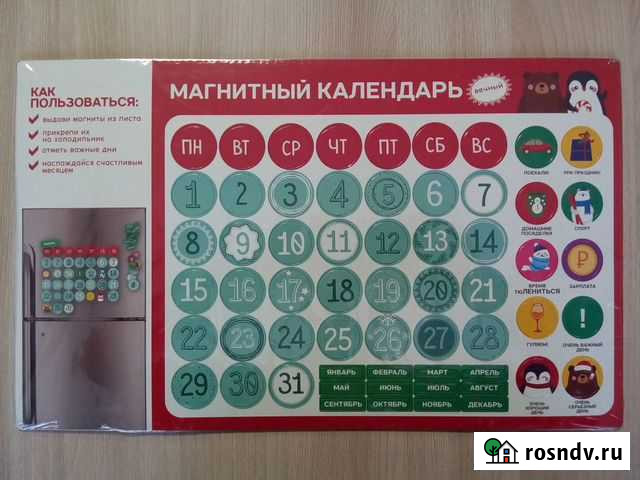 КАК
ПОЛЬЗОВАТЬСЯ:
выдави магниты из листа
прикрепи их
на холодильник
отметь важные дни
наслаждайся счастливым
месяцем
МАГНИТНЫЙ КАЛЕНДАРЬ
вечный
ПН ВТ СР ЧТ ПТ СБ ВС
1 2 3 4 5 6 7
8 9 10 11 12 13 14
15 16 17 18 19 20 21
22 23 24 25 26 27 28
29 30 31
ЯНВАРЬ ФЕВРАЛЬ МАРТ АПРЕЛЬ
МАЙ ИЮНЬ ИЮЛЬ АВГУСТ
СЕНТЯБРЬ ОКТЯБРЬ НОЯБРЬ ДЕКАБРЬ
ПОЕХАЛИ!
ДОМАШНИЕ
ПОСИДЕЛКИ
СПОРТ
ВРЕМЯ
ТЮЛЕНИТЬСЯ
₽
ЗАРПЛАТА
ГУЛЯЕМ!
!
ОЧЕНЬ ВАЖНЫЙ
ДЕНЬ
ОЧЕНЬ
ХОРОШИЙ
ДЕНЬ
ОЧЕНЬ
СЕРЬЕЗНЫЙ
ДЕНЬ
rosndv.ru